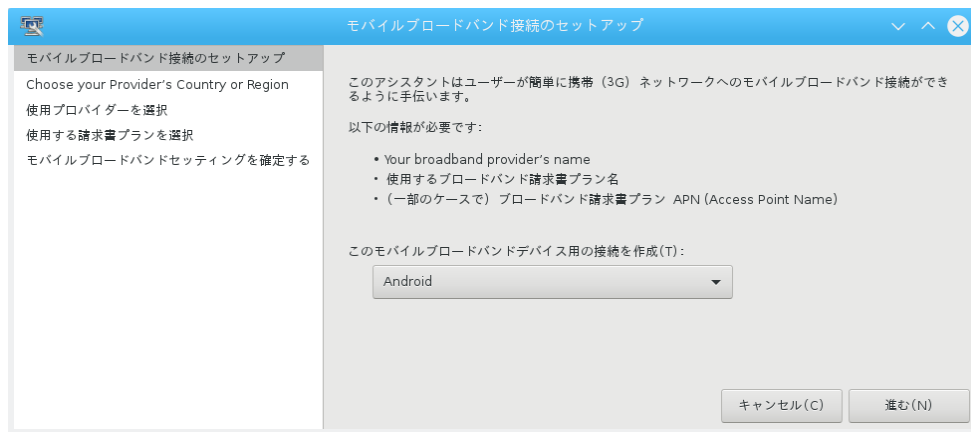 モバイルブロードバンド接続のセットアップ
モバイルブロードバンド接続のセットアップ
Choose your Provider's Country or Region
使用プロバイダーを選択
使用する請求書プランを選択
モバイルブロードバンドセッティングを確定する
このアシスタントはユーザーが簡単に携帯（3G）ネットワークへのモバイルブロードバンド接続ができ
るように手伝います。
以下の情報が必要です:
• Your broadband provider's name
• 使用するブロードバンド請求書プラン名
•（一部のケースで）ブロードバンド請求書プラン APN (Access Point Name)
このモバイルブロードバンドデバイス用の接続を作成(T):
Android
キャンセル(C)
進む(N)